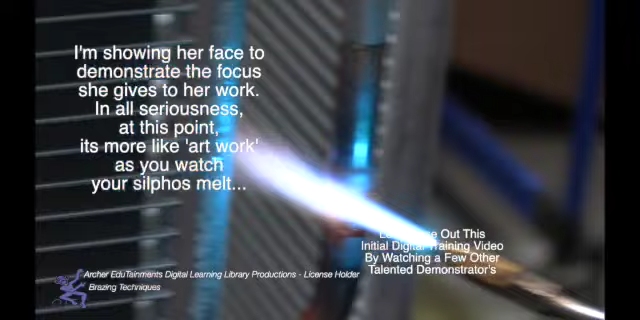 I'm showing her face to
demonstrate the focus
she gives to her work.
In all seriousness,
at this point,
its more like 'art work'
as you watch
your silphos melt...
Out This
Initial Digital Training Video
By Watching a Few Other
Talented Demonstrator's
Archer EduTainments Digital Learning Library Productions - License Holder
Brazing Techniques